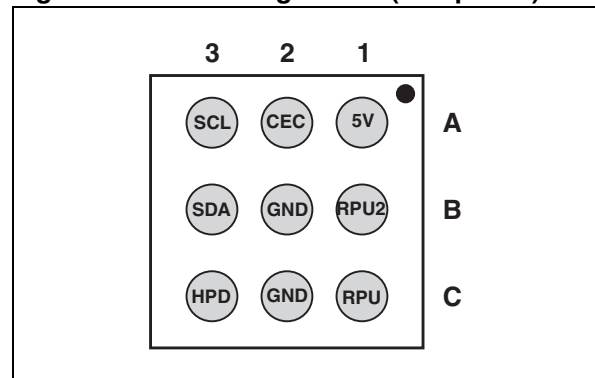 3 2 1
SCL CEC 5V A
SDA GND RPU2 B
HPD GND RPU C